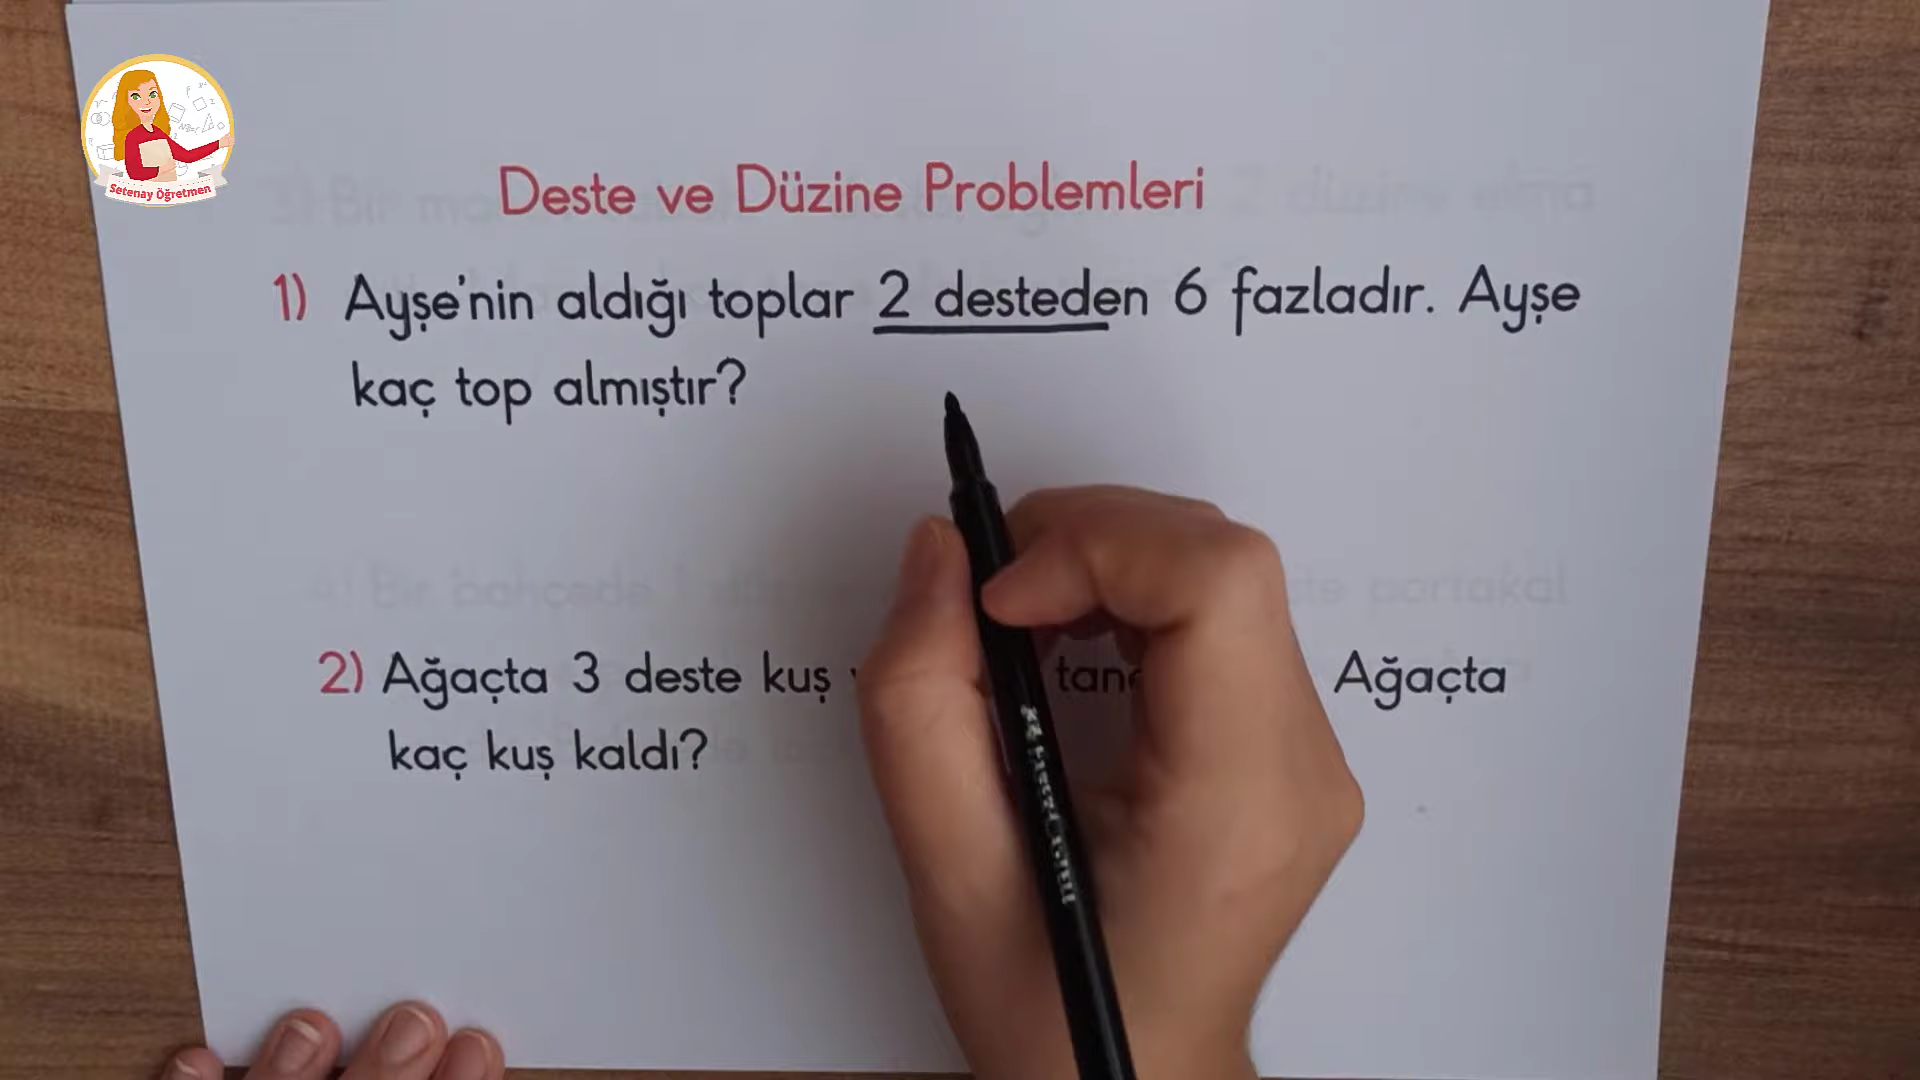 Setenay Öğretmen
Deste ve Düzine Problemleri
1) Ayşe'nin aldığı toplar 2 desteden 6 fazladır. Ayşe
kaç top almıştır?
2) Ağaçta 3 deste kuş Ağaçta
kaç kuş kaldı?